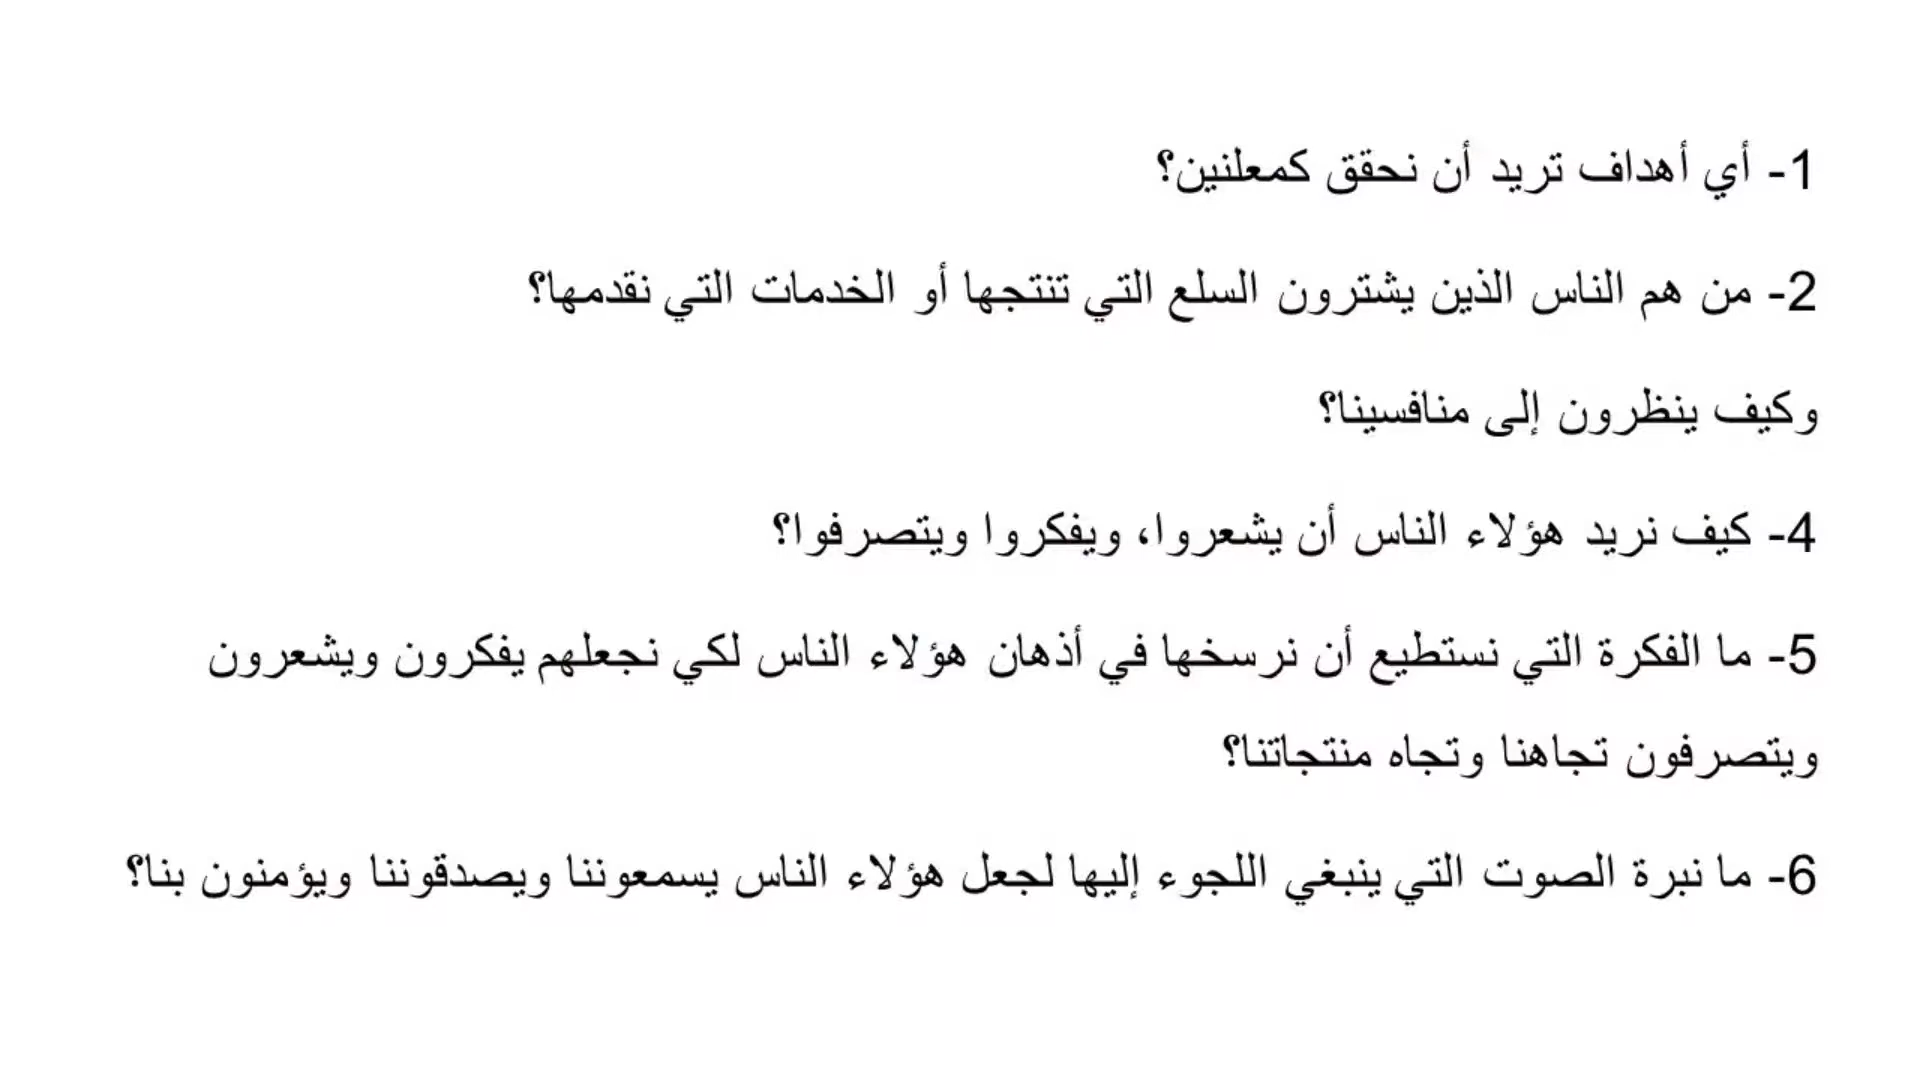 1- أي أهداف تريد أن نحقق كمعلنين؟
2- من هم الناس الذين يشترون السلع التي تنتجها أو الخدمات التي نقدمها؟
وكيف ينظرون إلى منافسينا؟
4- كيف نريد هؤلاء الناس أن يشعروا، ويفكروا ويتصرفوا؟
5- ما الفكرة التي نستطيع أن نرسخها في أذهان هؤلاء الناس لكي نجعلهم يفكرون ويشعرون
ويتصرفون تجاهنا وتجاه منتجاتنا؟
6- ما نبرة الصوت التي ينبغي اللجوء إليها لجعل هؤلاء الناس يسمعوننا ويصدقوننا ويؤمنون بنا؟